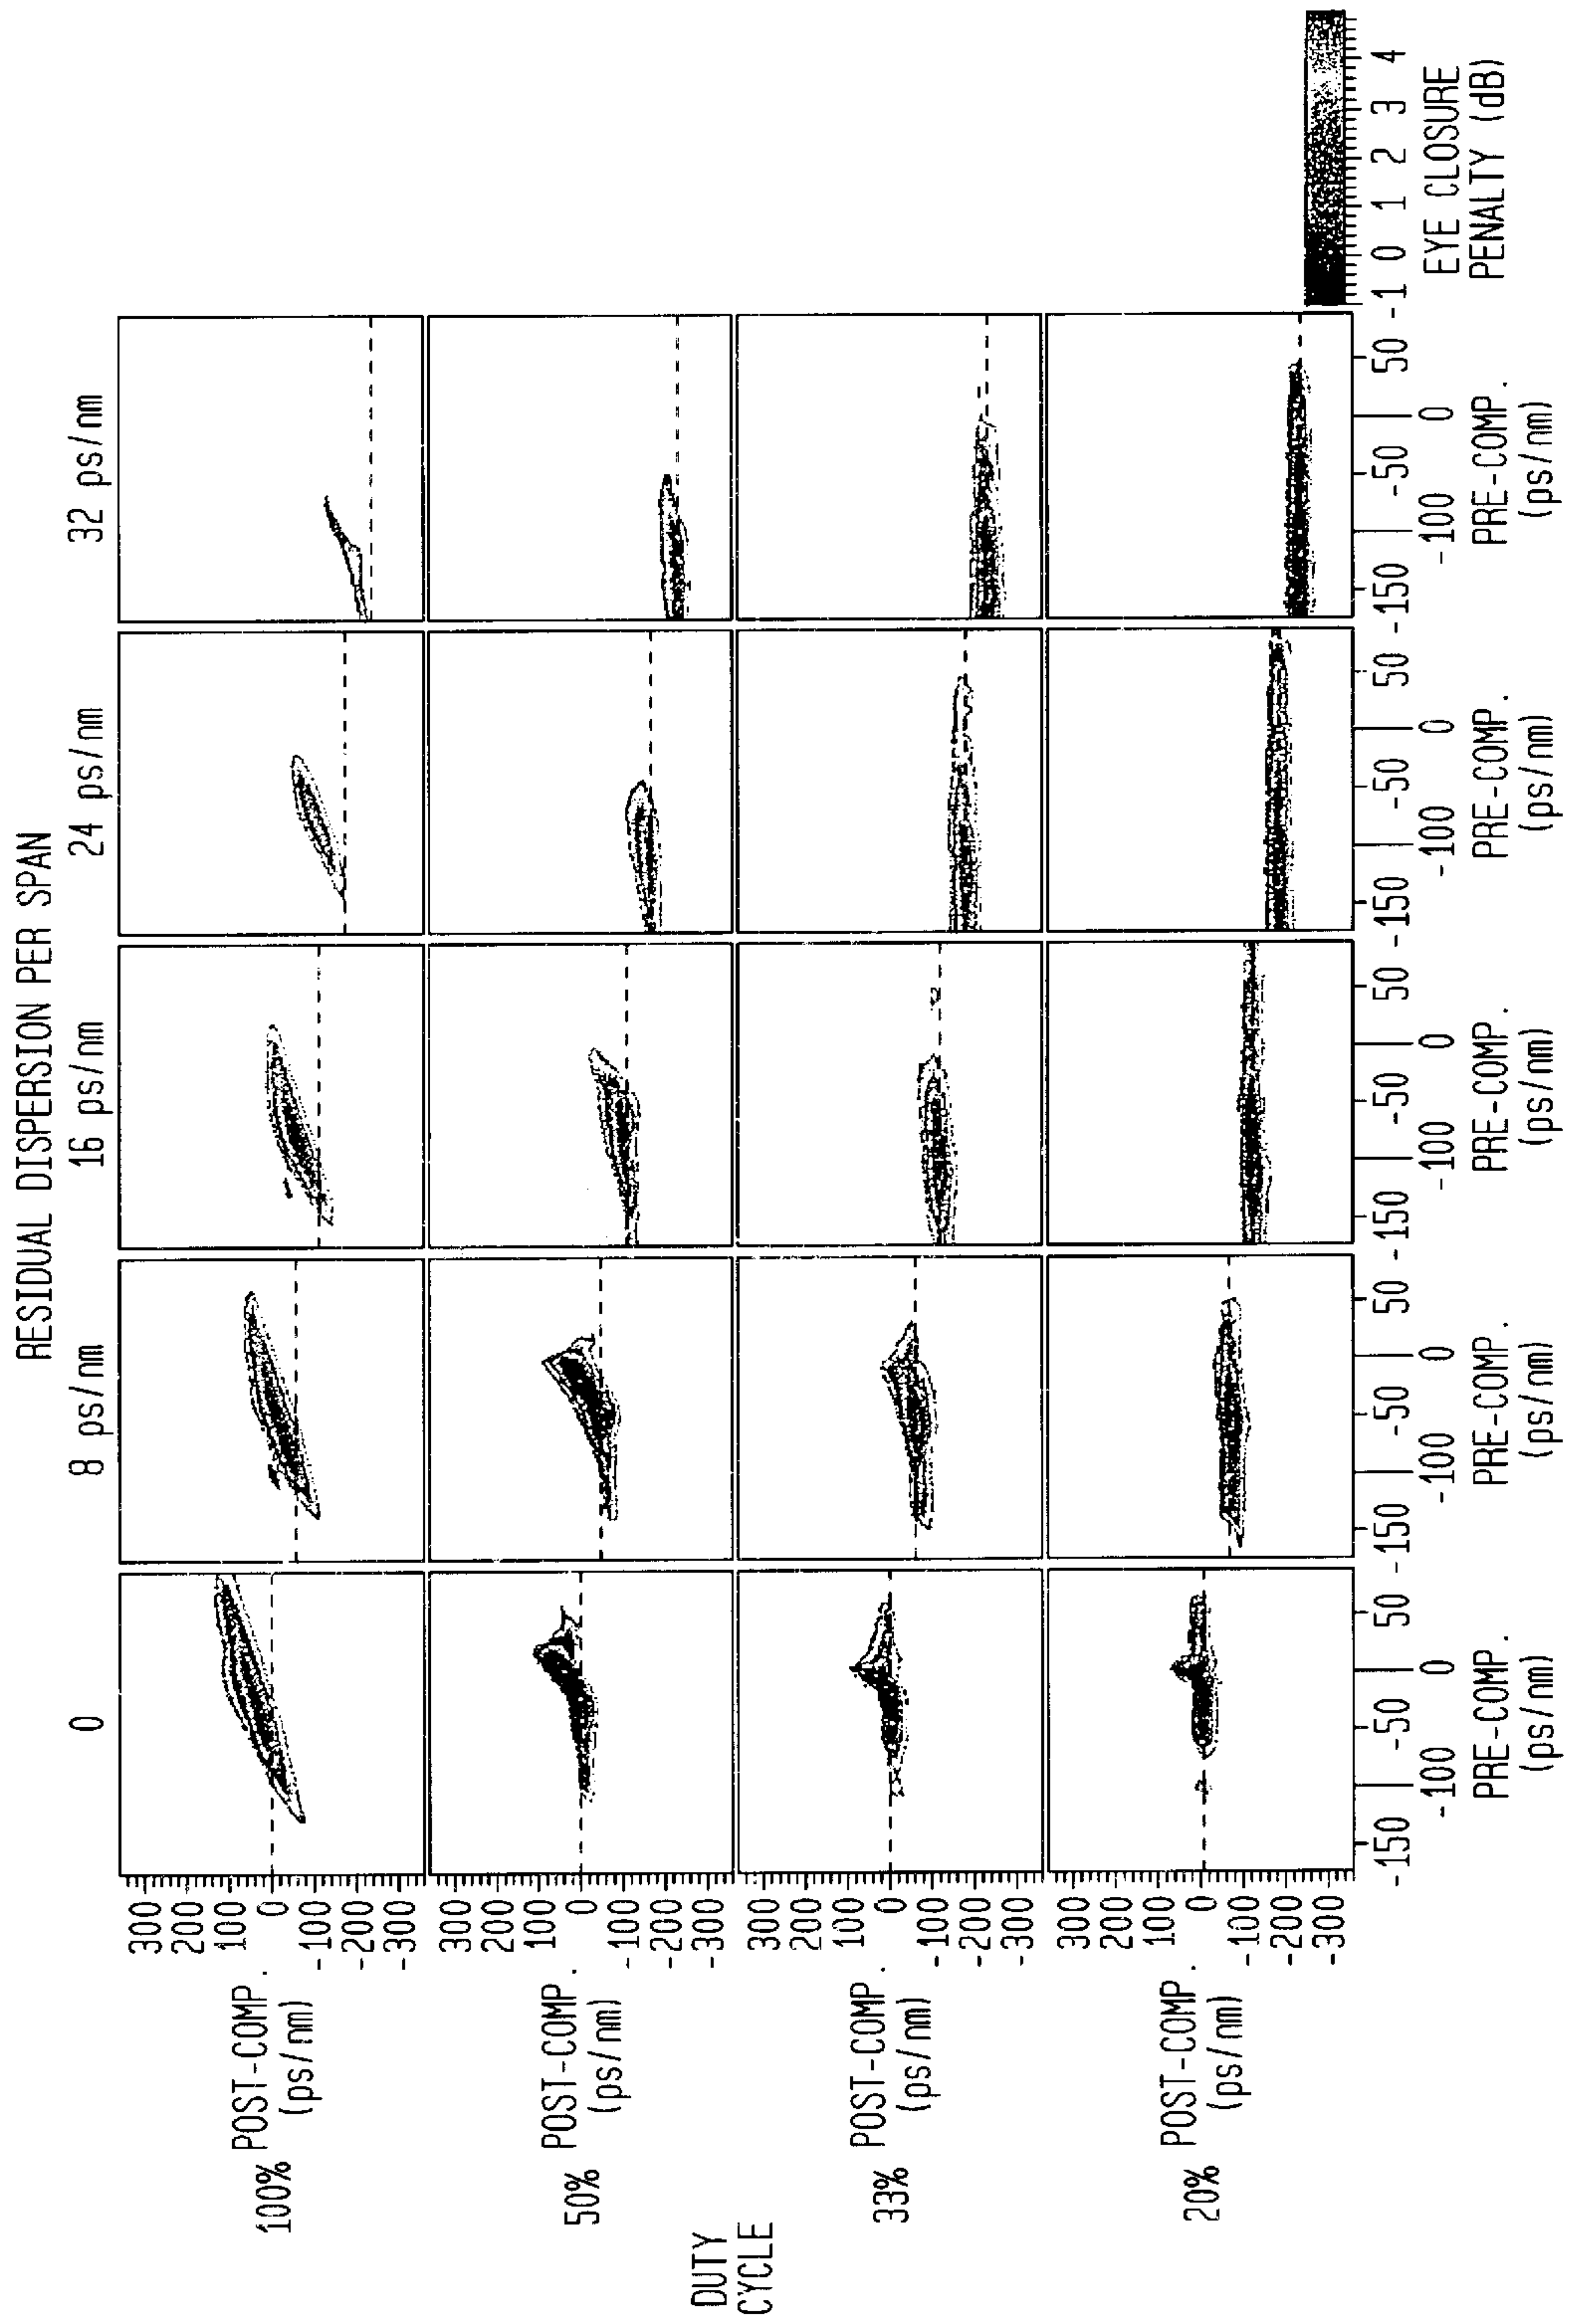 RESIDUAL DISPERSION PER SPAN
0
8 ps/nm
16 ps/nm
24 ps/nm
32 ps/nm
DUTY
CYCLE
100%
POST-COMP.
(ps/nm)
300
200
100
0
-100
-200
-300
50%
POST-COMP.
(ps/nm)
300
200
100
0
-100
-200
-300
33%
POST-COMP.
(ps/nm)
300
200
100
0
-100
-200
-300
20%
POST-COMP.
(ps/nm)
300
200
100
0
-100
-200
-300
-150 -100 -50 0 50
PRE-COMP.
(ps/nm)
-150 -100 -50 0 50
PRE-COMP.
(ps/nm)
-150 -100 -50 0 50
PRE-COMP.
(ps/nm)
-150 -100 -50 0 50
PRE-COMP.
(ps/nm)
-150 -100 -50 0 50
PRE-COMP.
(ps/nm)
-1 0 1 2 3 4
EYE CLOSURE
PENALTY (dB)